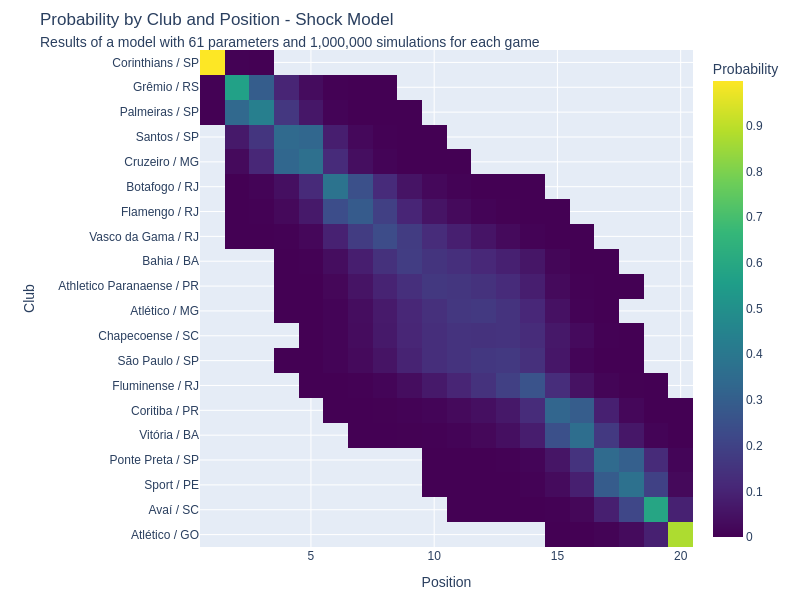 Probability by Club and Position - Shock Model
Results of a model with 61 parameters and 1,000,000 simulations for each game
Corinthians / SP
Grêmio / RS
Palmeiras / SP
Santos / SP
Cruzeiro / MG
Botafogo / RJ
Flamengo / RJ
Vasco da Gama / RJ
Bahia / BA
Athletico Paranaense / PR
Atlético / MG
Chapecoense / SC
São Paulo / SP
Fluminense / RJ
Coritiba / PR
Vitória / BA
Ponte Preta / SP
Sport / PE
Avaí / SC
Atlético / GO
Club
5
10
15
20
Position
Probability
0.9
0.8
0.7
0.6
0.5
0.4
0.3
0.2
0.1
0